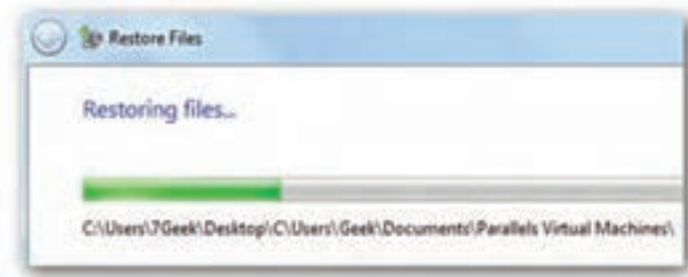 Restore Files
Restoring files...
C:\Users\7Geek\Desktop\C\Users\Geek\Documents\Parallels Virtual Machines\